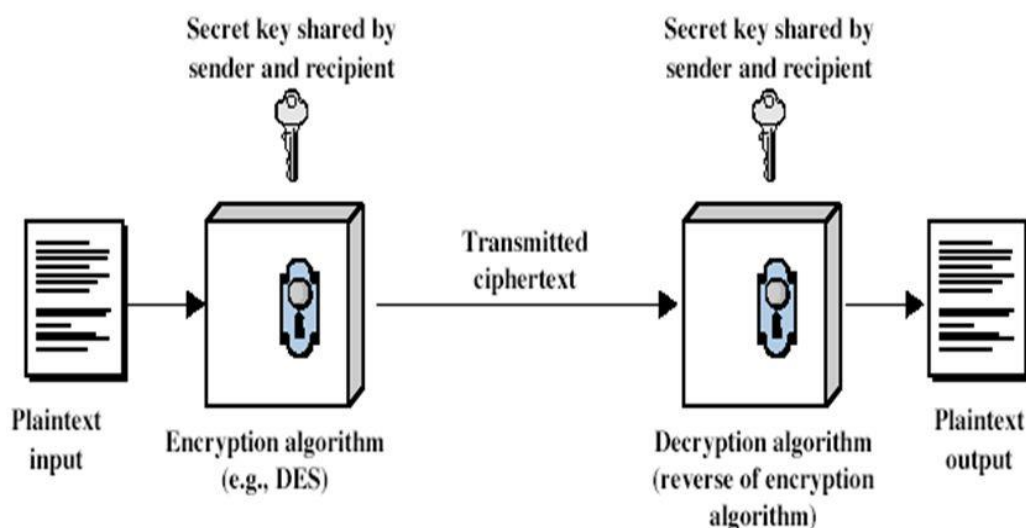 Secret key shared by
sender and recipient
Secret key shared by
sender and recipient
Transmitted
ciphertext
Plaintext
input
Encryption algorithm
(e.g., DES)
Decryption algorithm
(reverse of encryption
algorithm)
Plaintext
output